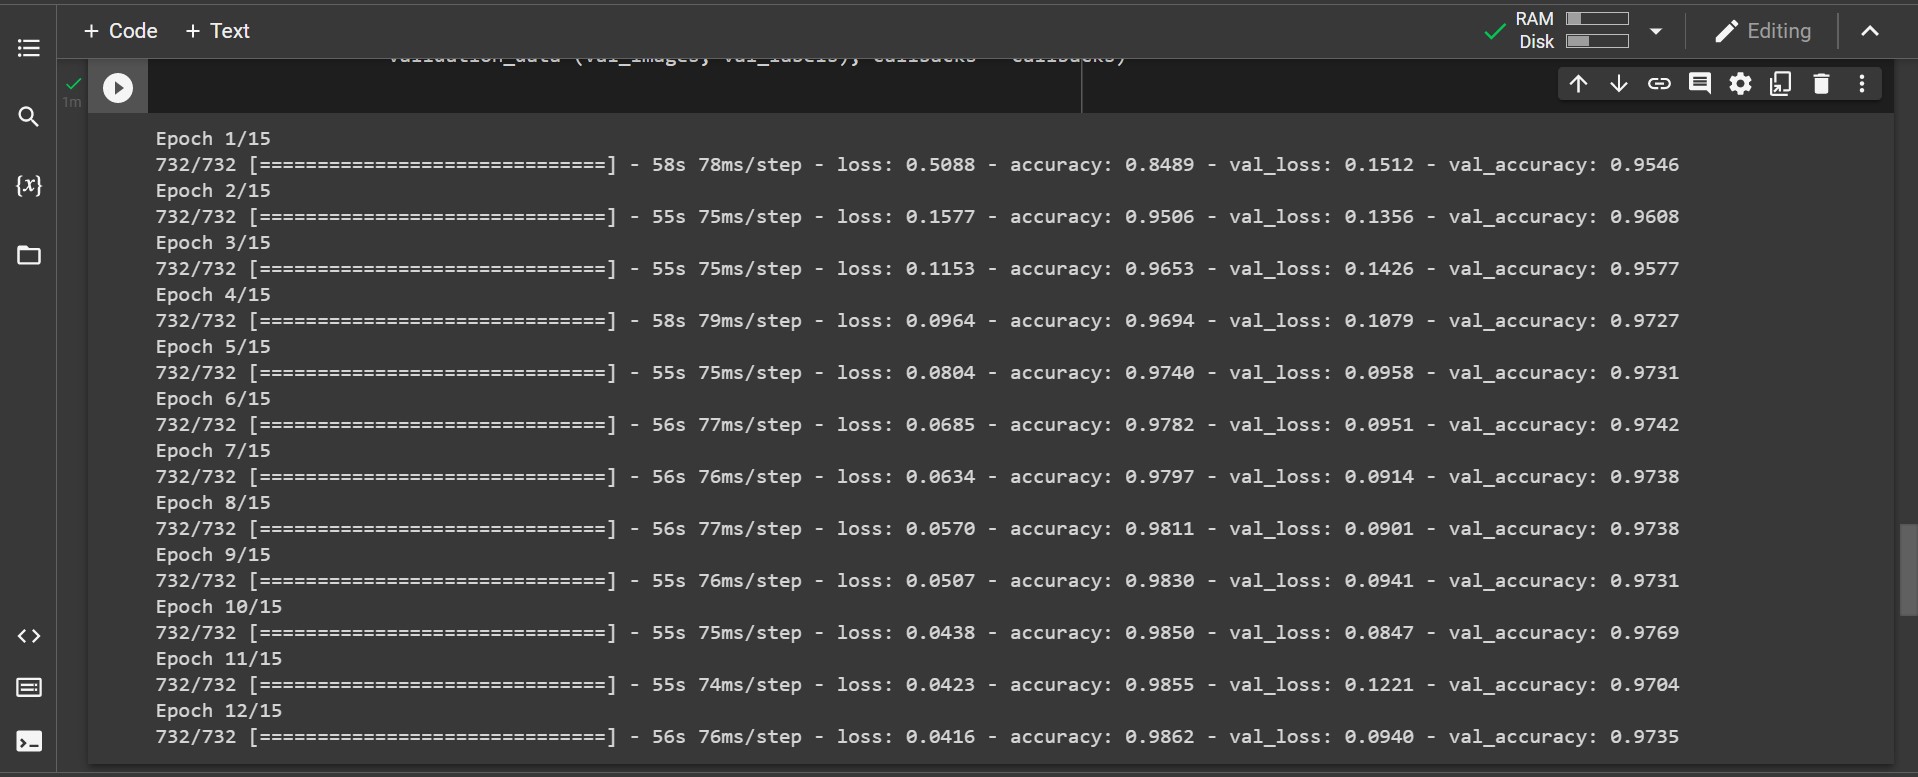 + Code + Text
RAM
Disk
Editing
validation_data (val_images, val_labels), callbacks = callbacks)
1m
{x}
Epoch 1/15
732/732 [==============================] - 58s 78ms/step - loss: 0.5088 - accuracy: 0.8489 - val_loss: 0.1512 - val_accuracy: 0.9546
Epoch 2/15
732/732 [==============================] - 55s 75ms/step - loss: 0.1577 - accuracy: 0.9506 - val_loss: 0.1356 - val_accuracy: 0.9608
Epoch 3/15
732/732 [==============================] - 55s 75ms/step - loss: 0.1153 - accuracy: 0.9653 - val_loss: 0.1426 - val_accuracy: 0.9577
Epoch 4/15
732/732 [==============================] - 58s 79ms/step - loss: 0.0964 - accuracy: 0.9694 - val_loss: 0.1079 - val_accuracy: 0.9727
Epoch 5/15
732/732 [==============================] - 55s 75ms/step - loss: 0.0804 - accuracy: 0.9740 - val_loss: 0.0958 - val_accuracy: 0.9731
Epoch 6/15
732/732 [==============================] - 56s 77ms/step - loss: 0.0685 - accuracy: 0.9782 - val_loss: 0.0951 - val_accuracy: 0.9742
Epoch 7/15
732/732 [==============================] - 56s 76ms/step - loss: 0.0634 - accuracy: 0.9797 - val_loss: 0.0914 - val_accuracy: 0.9738
Epoch 8/15
732/732 [==============================] - 56s 77ms/step - loss: 0.0570 - accuracy: 0.9811 - val_loss: 0.0901 - val_accuracy: 0.9738
Epoch 9/15
732/732 [==============================] - 55s 76ms/step - loss: 0.0507 - accuracy: 0.9830 - val_loss: 0.0941 - val_accuracy: 0.9731
Epoch 10/15
732/732 [==============================] - 55s 75ms/step - loss: 0.0438 - accuracy: 0.9850 - val_loss: 0.0847 - val_accuracy: 0.9769
Epoch 11/15
732/732 [==============================] - 55s 74ms/step - loss: 0.0423 - accuracy: 0.9855 - val_loss: 0.1221 - val_accuracy: 0.9704
Epoch 12/15
732/732 [==============================] - 56s 76ms/step - loss: 0.0416 - accuracy: 0.9862 - val_loss: 0.0940 - val_accuracy: 0.9735